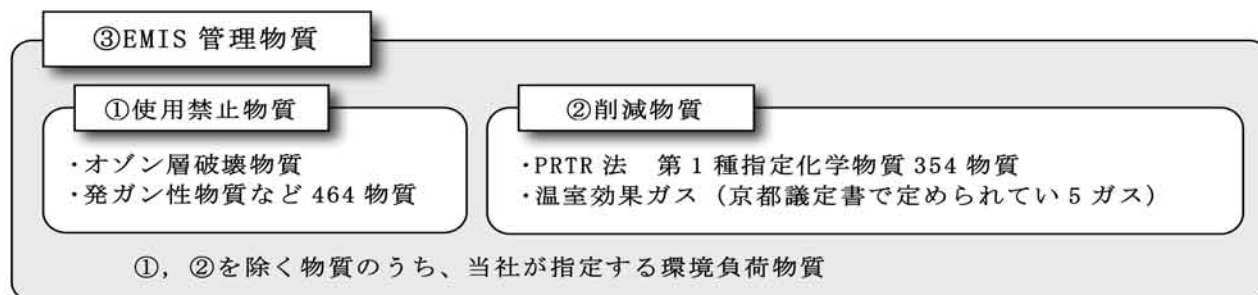 ③EMIS 管理物質
①使用禁止物質
・オゾン層破壊物質
・発ガン性物質など 464 物質
②削減物質
・PRTR 法　第 1 種指定化学物質 354 物質
・温室効果ガス（京都議定書で定められてい 5 ガス）
①，②を除く物質のうち、当社が指定する環境負荷物質